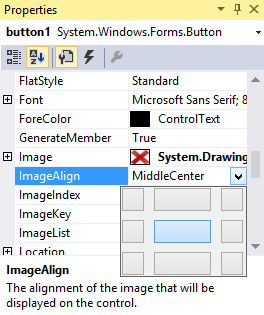 Properties
button1 System.Windows.Forms.Button
FlatStyle Standard
Font Microsoft Sans Serif; 8
ForeColor ControlText
GenerateMember True
Image System.Drawing
ImageAlign MiddleCenter
ImageIndex
ImageKey
ImageList
Location
ImageAlign
The alignment of the image that will be
displayed on the control.